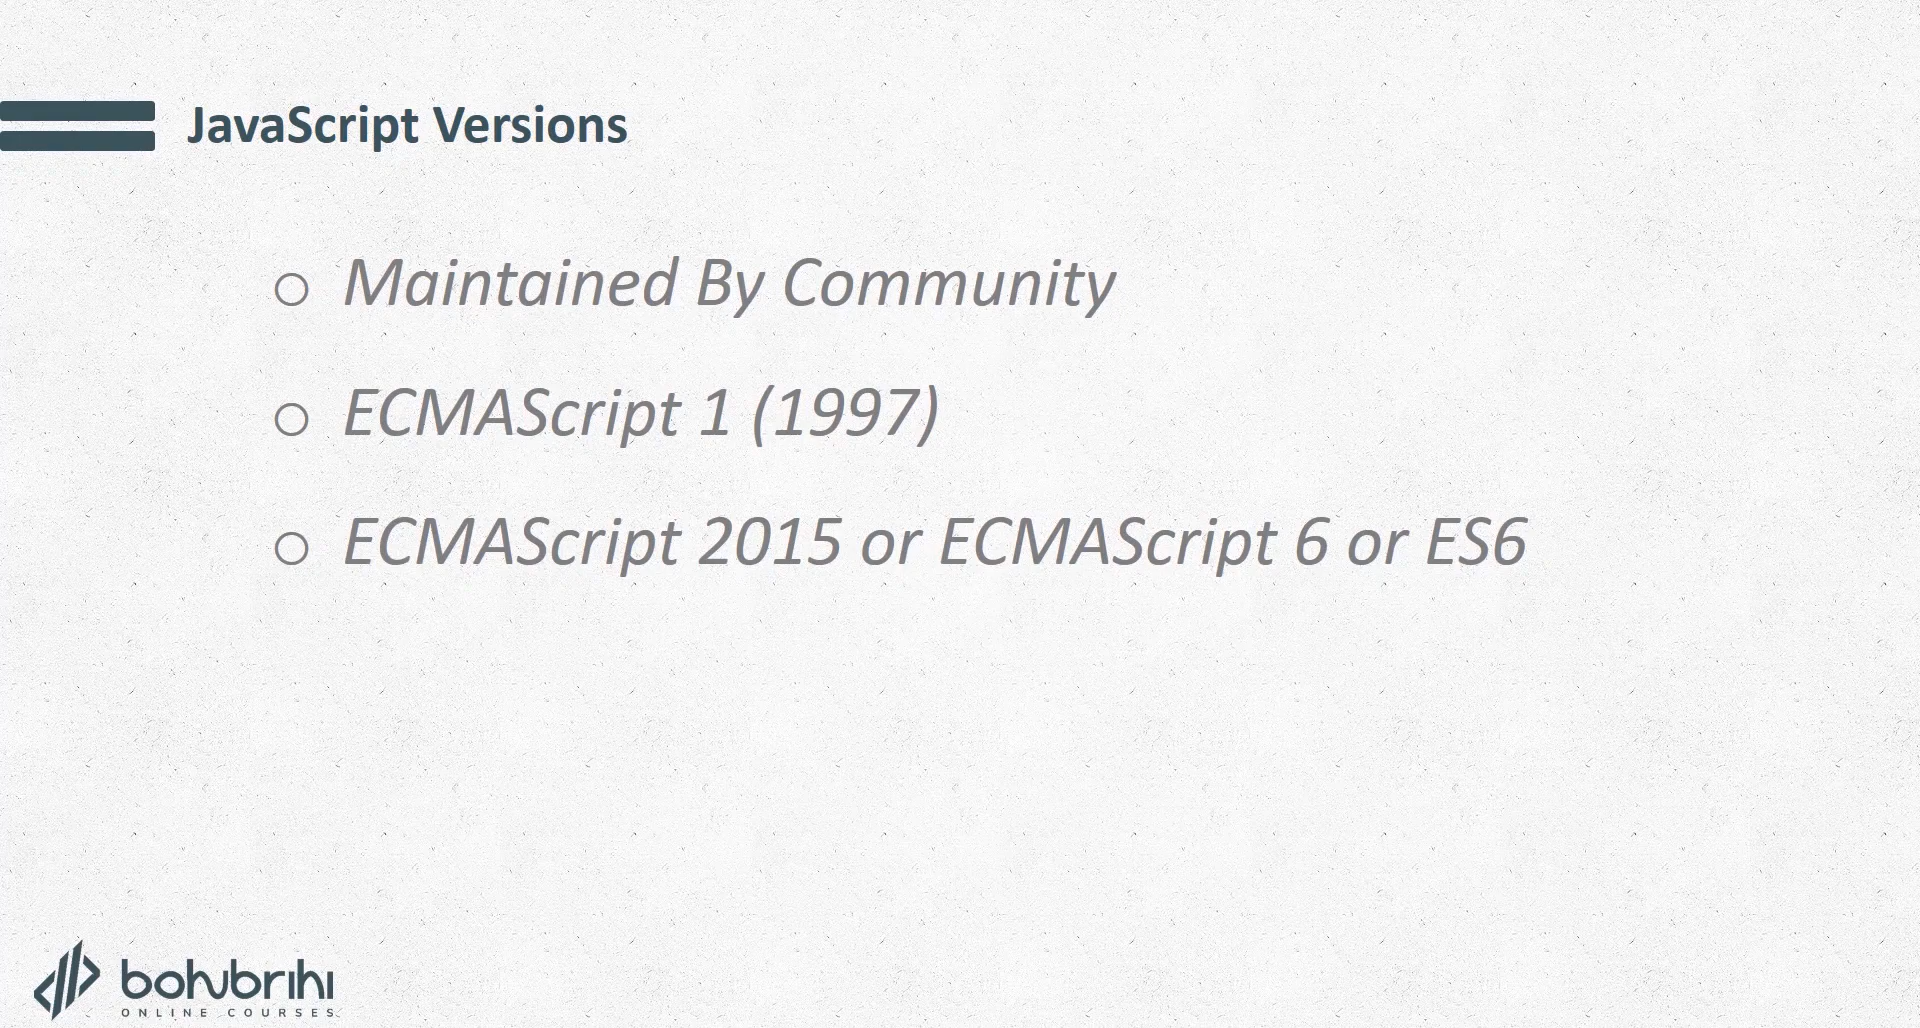 JavaScript Versions
Maintained By Community
ECMAScript 1 (1997)
ECMAScript 2015 or ECMAScript 6 or ES6
bohubrihi
ONLINE COURSES